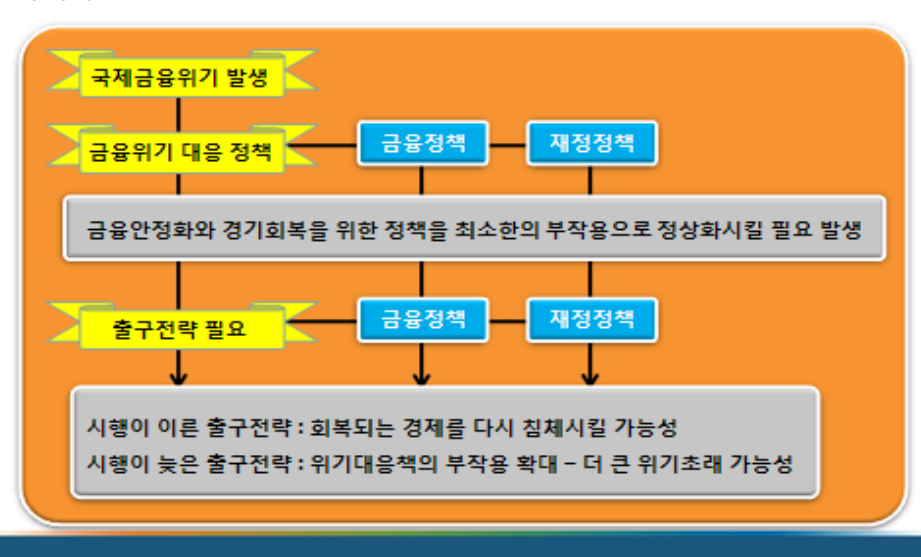 국제금융위기 발생
금융위기 대응 정책
금융정책
재정정책
금융안정화와 경기회복을 위한 정책을 최소한의 부작용으로 정상화시킬 필요 발생
출구전략 필요
금융정책
재정정책
시행이 이른 출구전략 : 회복되는 경제를 다시 침체시킬 가능성
시행이 늦은 출구전략 : 위기대응책의 부작용 확대 – 더 큰 위기초래 가능성